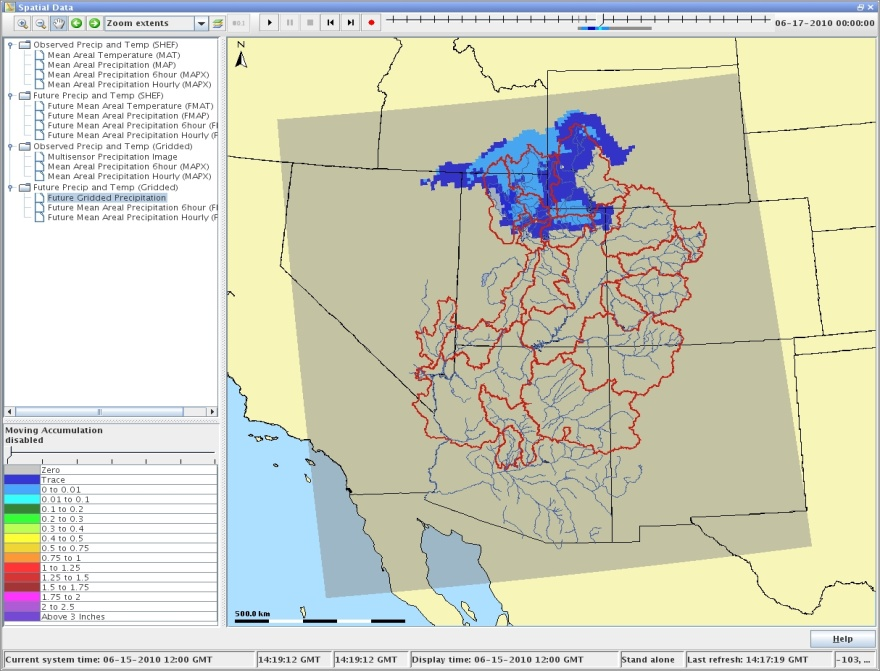 Spatial Data
Zoom extents
06-17-2010 00:00:00
Observed Precip and Temp (SHEF)
Mean Areal Temperature (MAT)
Mean Areal Precipitation (MAP)
Mean Areal Precipitation 6hour (MAPX)
Mean Areal Precipitation Hourly (MAPX)
Future Precip and Temp (SHEF)
Future Mean Areal Temperature (FMAT)
Future Mean Areal Precipitation (FMAP)
Future Mean Areal Precipitation 6hour (F
Future Mean Areal Precipitation Hourly (F
Observed Precip and Temp (Gridded)
Multisensor Precipitation Image
Mean Areal Precipitation 6hour (MAPX)
Mean Areal Precipitation Hourly (MAPX)
Future Precip and Temp (Gridded)
Future Gridded Precipitation
Future Mean Areal Precipitation 6hour (F
Future Mean Areal Precipitation Hourly (F
N
Moving Accumulation
disabled
Zero
Trace
0 to 0.01
0.01 to 0.1
0.1 to 0.2
0.2 to 0.3
0.3 to 0.4
0.4 to 0.5
0.5 to 0.75
0.75 to 1
1 to 1.25
1.25 to 1.5
1.5 to 1.75
1.75 to 2
2 to 2.5
Above 3 Inches
500.0 km
Help
Current system time: 06-15-2010 12:00 GMT
14:19:12 GMT
14:19:12 GMT
Display time: 06-15-2010 12:00 GMT
Stand alone
Last refresh: 14:17:19 GMT
-103, ...